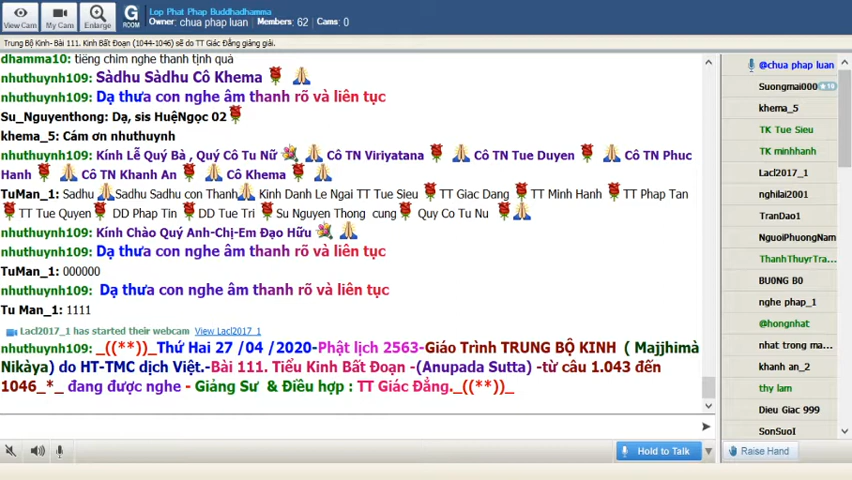 View Cam
My Cam
Enlarge
G
ROOM
Lop Phat Phap Buddhadhamma
Owner: chua phap luan Members: 62 Cams: 0
Trung Bộ Kinh- Bài 111. Kinh Bất Đoạn (1044-1046) sẽ do TT Giác Đẳng giảng giải.
dhamma10: tiếng chim nghe thanh tịnh quà
nhuthuynh109: Sàdhu Sàdhu Cô Khema
nhuthuynh109: Dạ thưa con nghe âm thanh rõ và liên tục
Su_Nguyenthong: Dạ, sis HuệNgọc 02
khema_5: Cám ơn nhuthuynh
nhuthuynh109: Kính Lễ Quý Bà , Quý Cô Tu Nữ Cô TN Viriyatana Cô TN Tue Duyen Cô TN Phuc
Hanh Cô TN Khanh An Cô Khema
TuMan_1: Sadhu Sadhu Sadhu con Thanh Kinh Danh Le Ngai TT Tue Sieu TT Giac Dang TT Minh Hanh TT Phap Tan
TT Tue Quyen DD Phap Tin DD Tue Tri Su Nguyen Thong cung Quy Co Tu Nu
nhuthuynh109: Kính Chào Quý Anh-Chị-Em Đạo Hữu
nhuthuynh109: Dạ thưa con nghe âm thanh rõ và liên tục
TuMan_1: 000000
nhuthuynh109: Dạ thưa con nghe âm thanh rõ và liên tục
Tu Man_1: 1111
Lacl2017_1 has started their webcam View Lacl2017_1
nhuthuynh109: _((**))_Thứ Hai 27 /04 /2020-Phật lịch 2563-Giáo Trình TRUNG BỘ KINH ( Majjhimà
Nikàya) do HT-TMC dịch Việt.-Bài 111. Tiểu Kinh Bất Đoạn -(Anupada Sutta) -từ câu 1.043 đến
1046_*_ đang được nghe - Giảng Sư & Điều hợp : TT Giác Đẳng._((**))_
Hold to Talk
@chua phap luan
Suongmai000 10
khema_5
TK Tue Sieu
TK minhhanh
Lacl2017_1
nghilai2001
TranDao1
NguoiPhuongNam
ThanhThuyrTra...
BU0NG B0
nghe phap_1
@hongnhat
nhat trong ma...
khanh an_2
thy lam
Dieu Giac 999
SonSuoI
Raise Hand